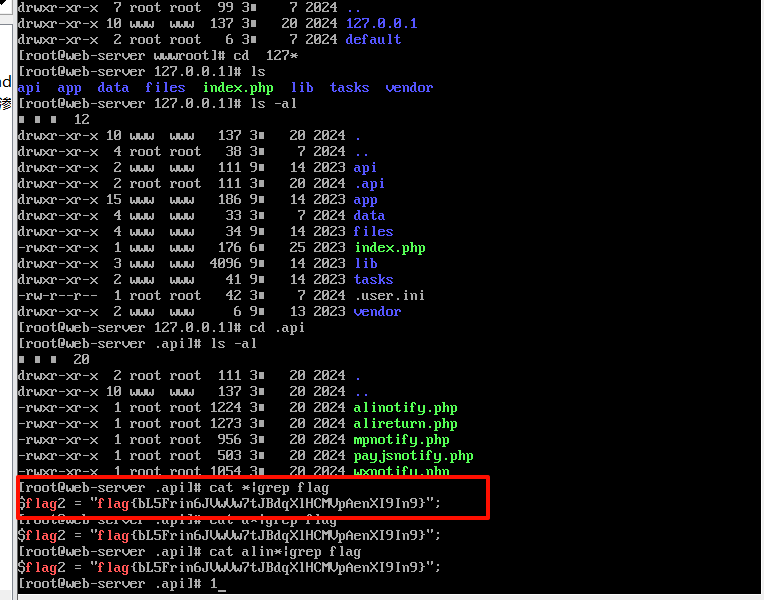 drwxr-xr-x 7 root root 99 3 7 2024 ..
drwxr-xr-x 10 www www 137 3 20 2024 127.0.0.1
drwxr-xr-x 2 root root 6 3 7 2024 default
[root@web-server wwwroot]# cd 127*
[root@web-server 127.0.0.1]# ls
api app data files index.php lib tasks vendor
[root@web-server 127.0.0.1]# ls -al
12
drwxr-xr-x 10 www www 137 3 20 2024 .
drwxr-xr-x 4 root root 38 3 7 2024 ..
drwxr-xr-x 2 www www 111 9 14 2023 api
drwxr-xr-x 2 root root 111 3 20 2024 .api
drwxr-xr-x 15 www www 186 9 14 2023 app
drwxr-xr-x 4 www www 33 3 7 2024 data
drwxr-xr-x 4 www www 34 9 14 2023 files
-rwxr-xr-x 1 www www 176 6 25 2023 index.php
drwxr-xr-x 3 www www 4096 9 14 2023 lib
drwxr-xr-x 2 www www 41 9 14 2023 tasks
-rw-r--r-- 1 root root 42 3 7 2024 .user.ini
drwxr-xr-x 2 www www 6 9 13 2023 vendor
[root@web-server 127.0.0.1]# cd .api
[root@web-server .api]# ls -al
20
drwxr-xr-x 2 root root 111 3 20 2024 .
drwxr-xr-x 10 www www 137 3 20 2024 ..
-rwxr-xr-x 1 root root 1224 3 20 2024 alinotify.php
-rwxr-xr-x 1 root root 1273 3 20 2024 alireturn.php
-rwxr-xr-x 1 root root 956 3 20 2024 mpnotify.php
-rwxr-xr-x 1 root root 503 3 20 2024 payjsnotify.php
-rwxr-xr-x 1 root root 1054 3 20 2024 wxnotify.php
[root@web-server .api]# cat *|grep flag
$flag2 = "flag{bL5Frin6JVwVw7tJBdqXlHCMVpAenXI9In9}";
[root@web-server .api]# cat a*|grep flag
$flag2 = "flag{bL5Frin6JVwVw7tJBdqXlHCMVpAenXI9In9}";
[root@web-server .api]# cat alin*|grep flag
$flag2 = "flag{bL5Frin6JVwVw7tJBdqXlHCMVpAenXI9In9}";
[root@web-server .api]# 1_